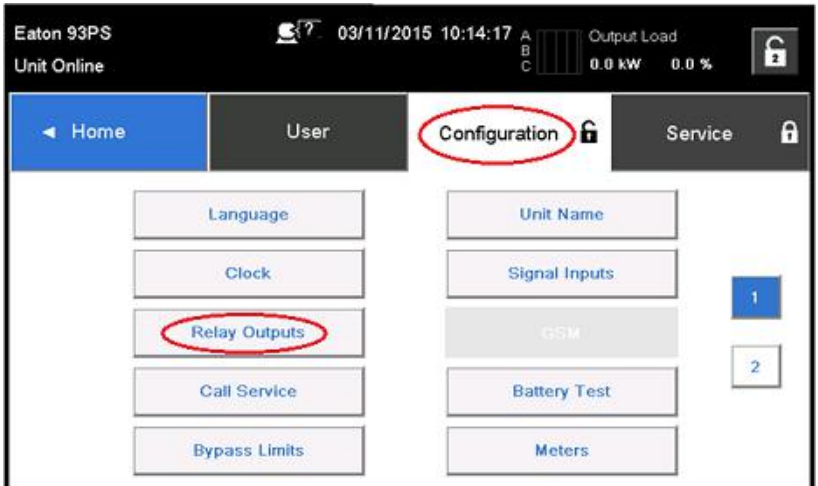 Eaton 93PS
Unit Online
? 03/11/2015 10:14:17
A
B
C
Output Load
0.0 kW 0.0 %
2
◄ Home
User
Configuration
Service
Language
Unit Name
Clock
Signal Inputs
Relay Outputs
GSM
Call Service
Battery Test
Bypass Limits
Meters
1
2